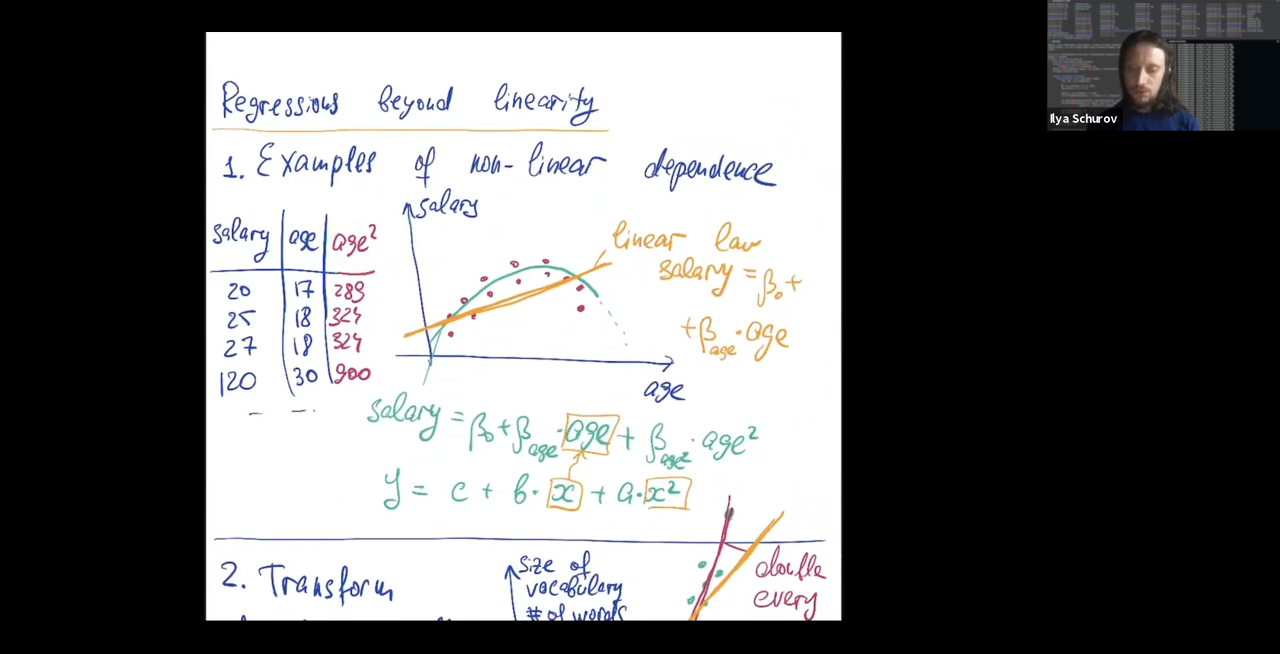 Regressions beyond linearity
1. Examples of non-linear dependence
salary age age²
20 17 289
25 18 324
27 18 324
120 30 900
salary
age
linear law
salary = β₀ +
+ β_age · age
salary = β₀ + β_age · age + β_age² · age²
y = c + b · x + a · x²
2. Transform
size of
vocabulary
# of words
double
every
Ilya Schurov